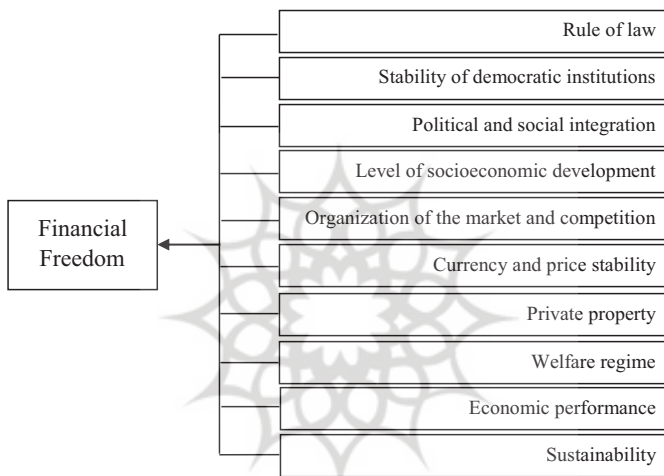 Rule of law
Stability of democratic institutions
Political and social integration
Level of socioeconomic development
Organization of the market and competition
Financial
Freedom
Currency and price stability
Private property
Welfare regime
Economic performance
Sustainability